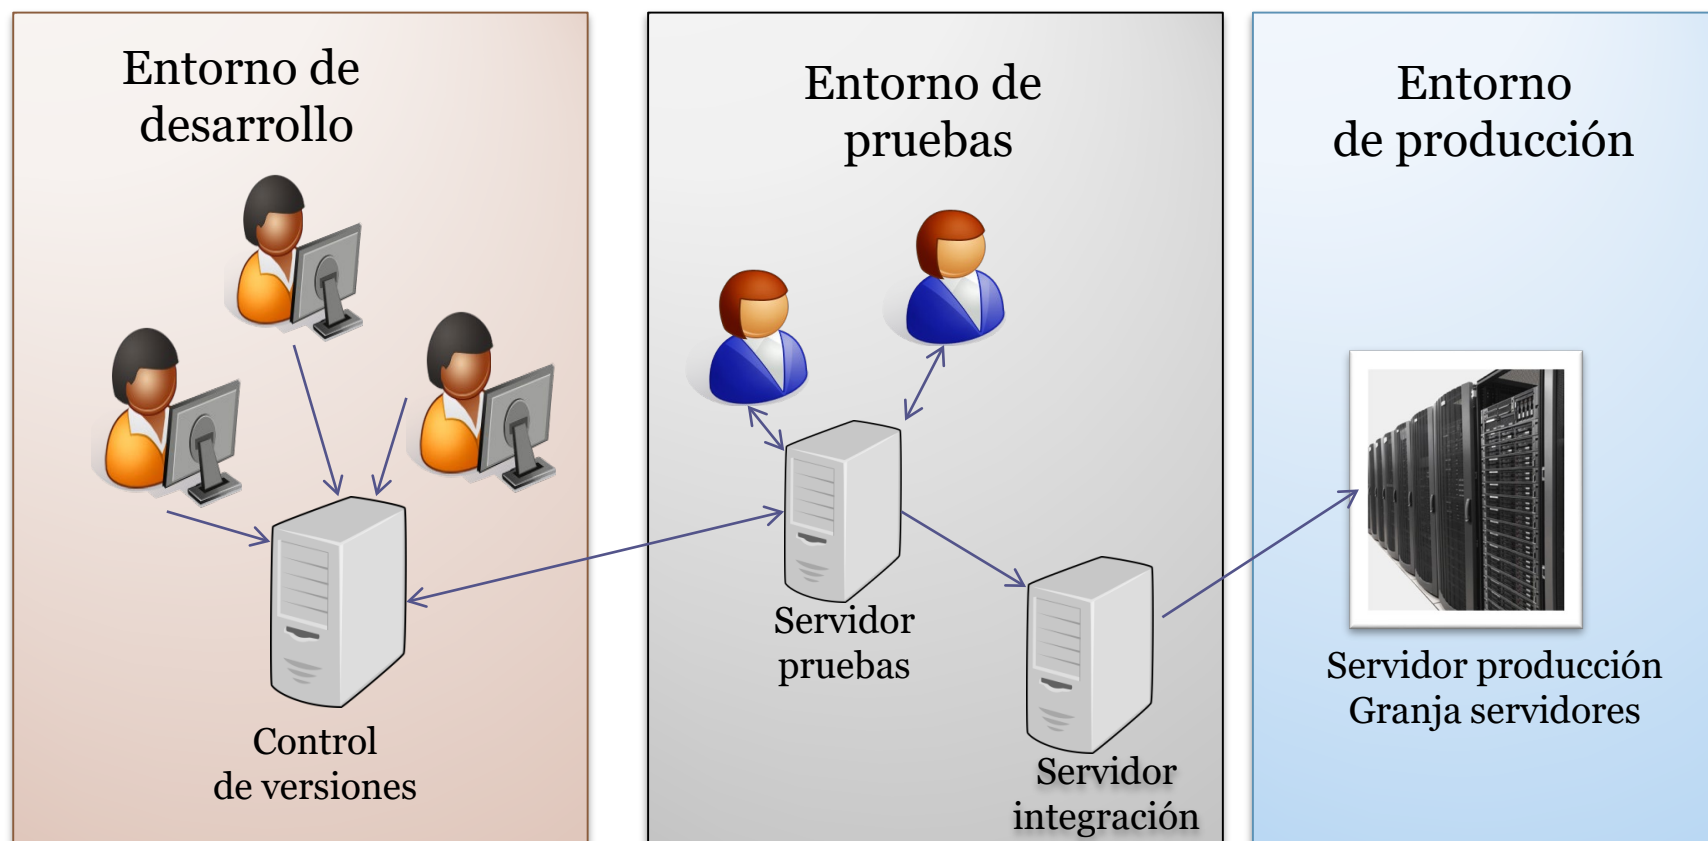 Entorno de
desarrollo
Control
de versiones
Entorno de
pruebas
Servidor
pruebas
Servidor
integración
Entorno
de producción
Servidor producción
Granja servidores